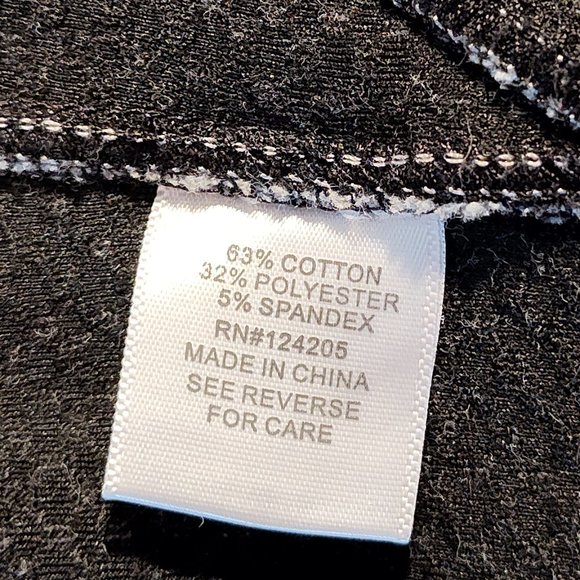 63% COTTON
32% POLYESTER
5% SPANDEX
RN#124205
MADE IN CHINA
SEE REVERSE
FOR CARE